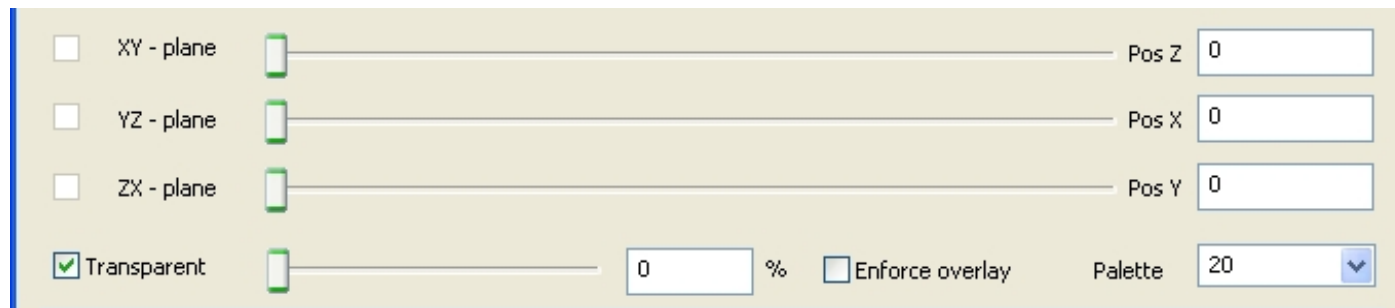 XY - plane Pos Z 0
YZ - plane Pos X 0
ZX - plane Pos Y 0
Transparent 0 % Enforce overlay Palette 20